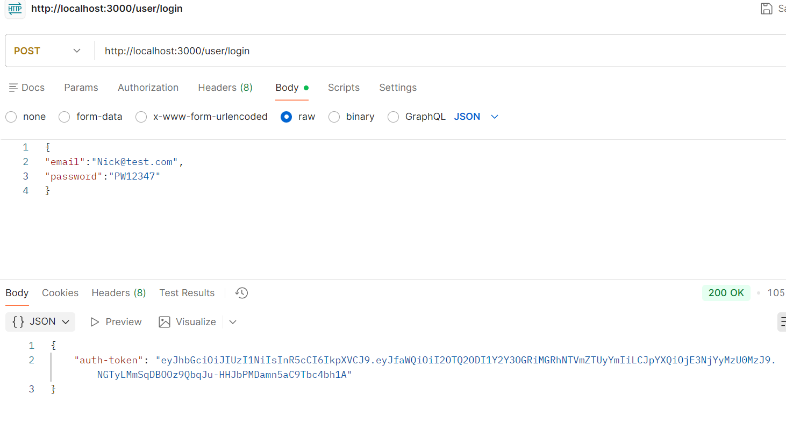 HTTP http://localhost:3000/user/login
POST http://localhost:3000/user/login
Docs Params Authorization Headers (8) Body Scripts Settings
none form-data x-www-form-urlencoded raw binary GraphQL JSON
1 {
2 "email":"Nick@test.com",
3 "password":"PW12347"
4 }
Body Cookies Headers (8) Test Results 200 OK 105
{} JSON Preview Visualize
1 {
2 "auth-token": "eyJhbGciOiJIUzI1NiIsInR5cCI6IkpXVCJ9.eyJfaWQiOiI2OTQ2ODI1Y2Y3OGRiMGRhNTVmZTUyYmIiLCJpYXQiOjE3NjYyMzU0MzJ9.
NGTyLMmSqDBOOz9QbqJu-HHJbPMDamn5aC9Tbc4bh1A"
3 }